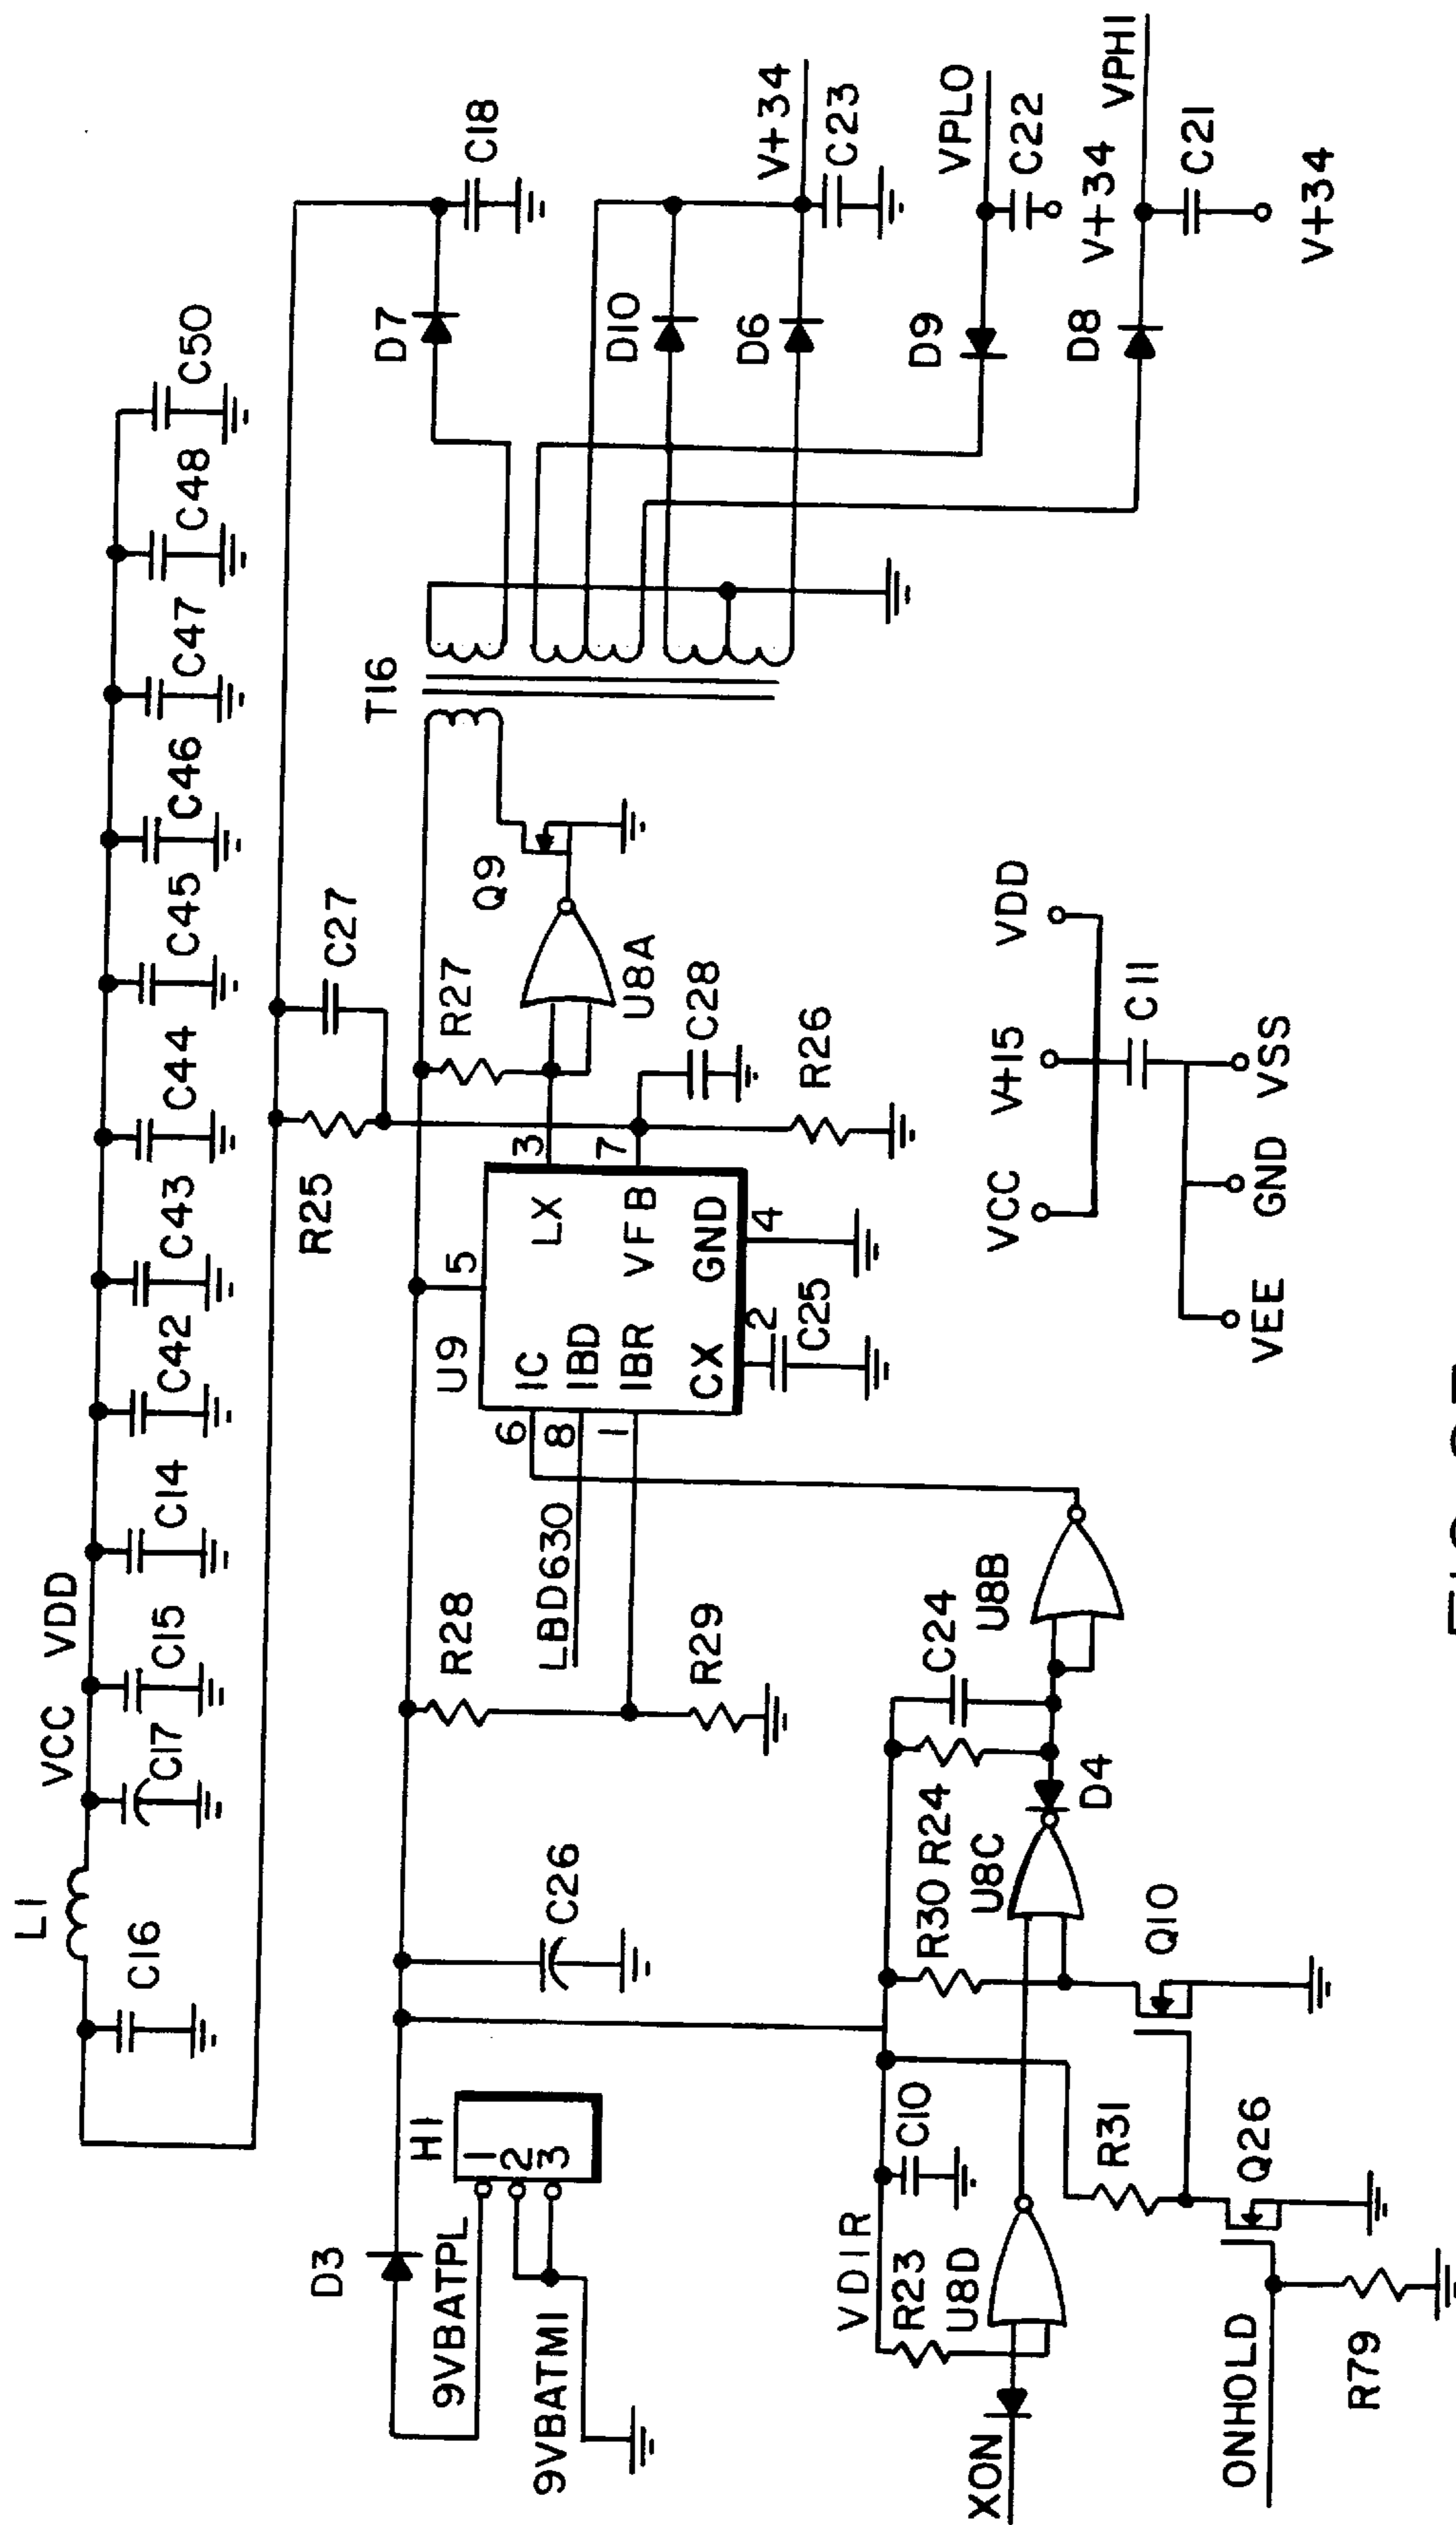 L1
VCC
VDD
C16
C17
C15
C14
C42
C43
C44
C45
C46
C47
C48
C50
D3
H1
9VBATPL
1
2
3
9VBATMI
C26
R28
LBD630
R29
U9
5
6
8
1
IC
IBD
IBR
CX
LX
VFB
GND
3
7
2
4
C25
R25
C27
R27
C28
R26
U8A
Q9
T16
D7
C18
D10
D6
V+34
C23
D9
VPLO
C22
V+34
D8
VPHI
C21
V+34
VDIR
C10
R23
U8D
XON
R30
R24
C24
U8C
D4
U8B
R31
Q10
Q26
ONHOLD
R79
VCC
V+15
VDD
C11
VEE
GND
VSS